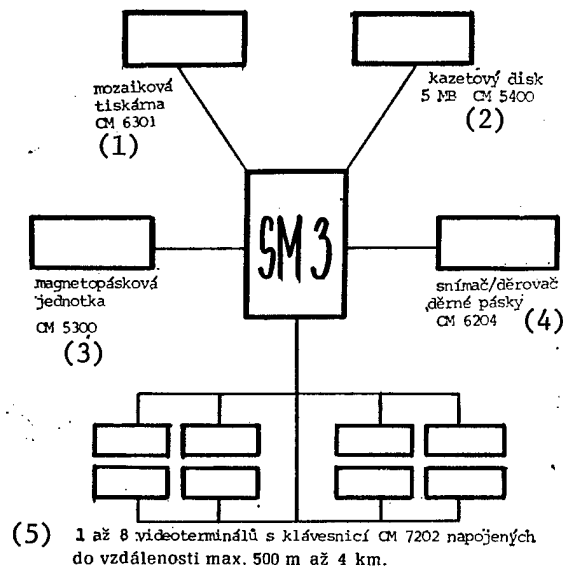 mozaiková
tiskárna
CM 6301
(1)
kazetový disk
5 MB CM 5400
(2)
SM 3
magnetopásková
jednotka
CM 5300
(3)
snímač/děrovač
děrné pásky
CM 6204
(4)
(5) 1 až 8 videoterminálů s klávesnicí CM 7202 napojených
do vzdálenosti max. 500 m až 4 km.